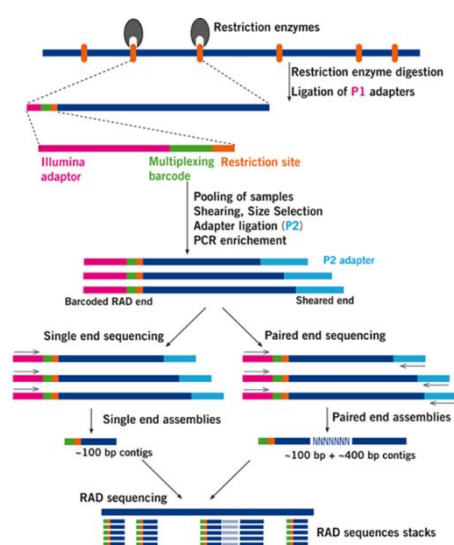 Restriction enzymes
Restriction enzyme digestion
Ligation of P1 adapters
Illumina adaptor
Multiplexing barcode
Restriction site
Pooling of samples
Shearing, Size Selection
Adapter ligation (P2)
PCR enrichement
P2 adapter
Barcoded RAD end
Sheared end
Single end sequencing
Paired end sequencing
Single end assemblies
Paired end assemblies
NNNNNNN
~100 bp contigs
~100 bp + ~400 bp contigs
RAD sequencing
RAD sequences stacks